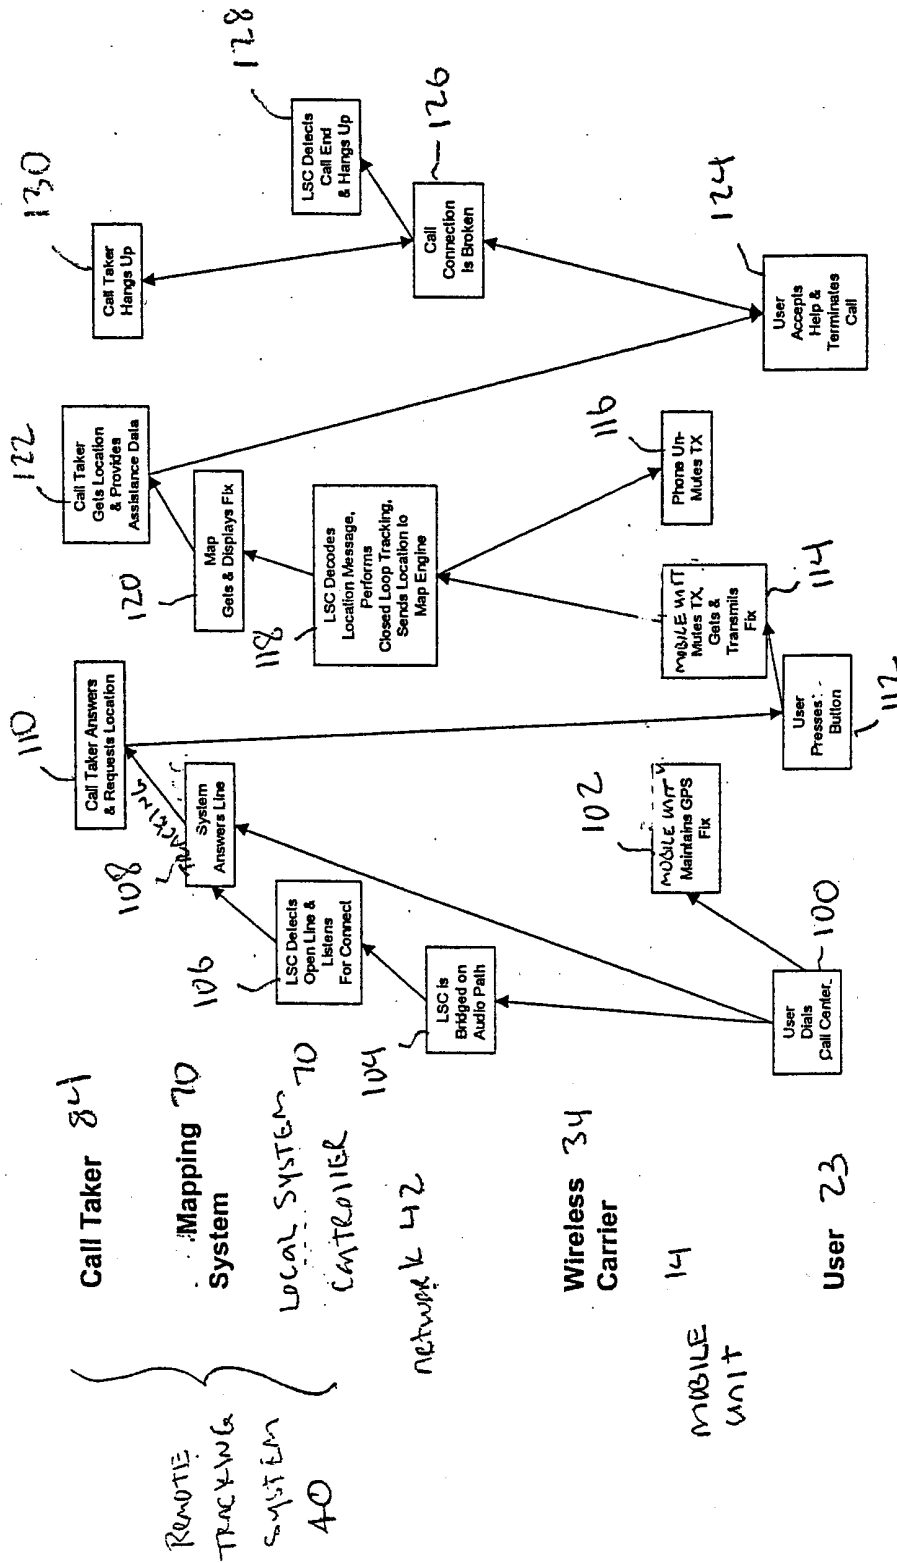 REMOTE
TRACKING
SYSTEM
40
Call Taker 84
Mapping 70
System
LOCAL SYSTEM 70
CONTROLLER
network 42
Wireless 34
Carrier
14
MOBILE
UNIT
User 23
100
User
Dials
Call Center
102
MOBILE UNIT
Maintains GPS
Fix
104
LSC is
Bridged on
Audio Path
106
LSC Detects
Open Line &
Listens
For Connect
108
TRACKING
System
Answers Line
110
Call Taker Answers
& Requests Location
112
User
Presses
Button
114
MOBILE UNIT
Mutes TX,
Gets &
Transmits
Fix
116
Phone Un-
Mutes TX
118
LSC Decodes
Location Message,
Performs
Closed Loop Tracking,
Sends Location to
Map Engine
120
Map
Gets & Displays Fix
122
Call Taker
Gets Location
& Provides
Assistance Data
124
User
Accepts
Help &
Terminates
Call
126
Call
Connection
Is Broken
128
LSC Detects
Call End
& Hangs Up
130
Call Taker
Hangs Up